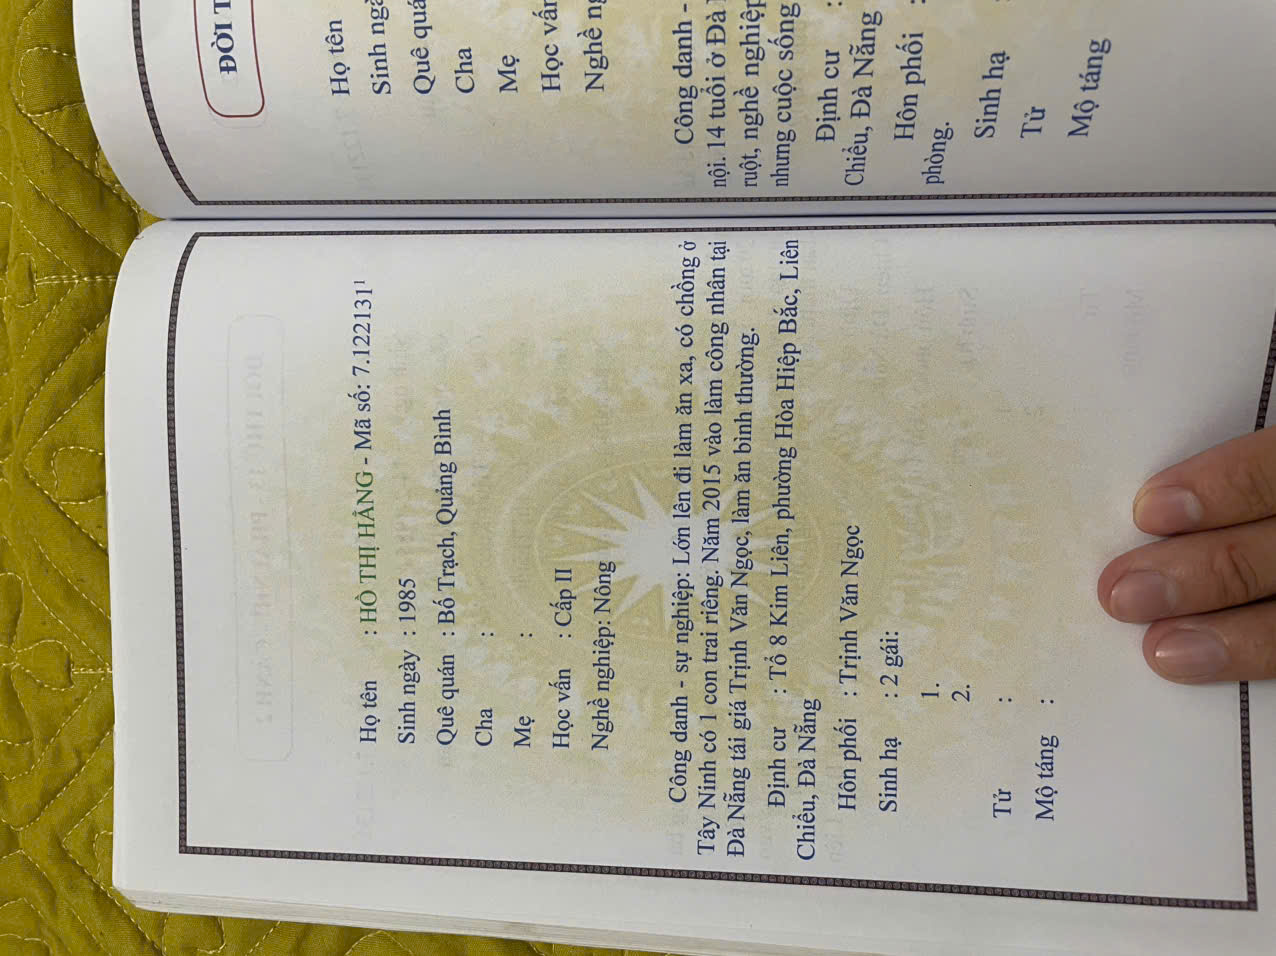 Họ tên : HỒ THỊ HẰNG - Mã số: 7.122131¹
Sinh ngày : 1985
Quê quán : Bố Trạch, Quảng Bình
Cha :
Mẹ :
Học vấn : Cấp II
Nghề nghiệp: Nông
Công danh - sự nghiệp: Lớn lên đi làm ăn xa, có chồng ở
Tây Ninh có 1 con trai riêng. Năm 2015 vào làm công nhân tại
Đà Nẵng tái giá Trịnh Văn Ngọc, làm ăn bình thường.
Định cư : Tổ 8 Kim Liên, phường Hòa Hiệp Bắc, Liên
Chiểu, Đà Nẵng
Hôn phối : Trịnh Văn Ngọc
Sinh hạ : 2 gái:
1.
2.
Tử :
Mộ táng :
ĐỜI
Họ tên
Sinh
Quê
Cha
Mẹ
Học
Nghề
Công danh -
nội. 14 tuổi ở Đà
ruột, nghề nghiệp
nhưng cuộc sống
Định cư :
Chiểu, Đà Nẵng
Hôn phối :
phòng.
Sinh hạ :
Tử
Mộ táng